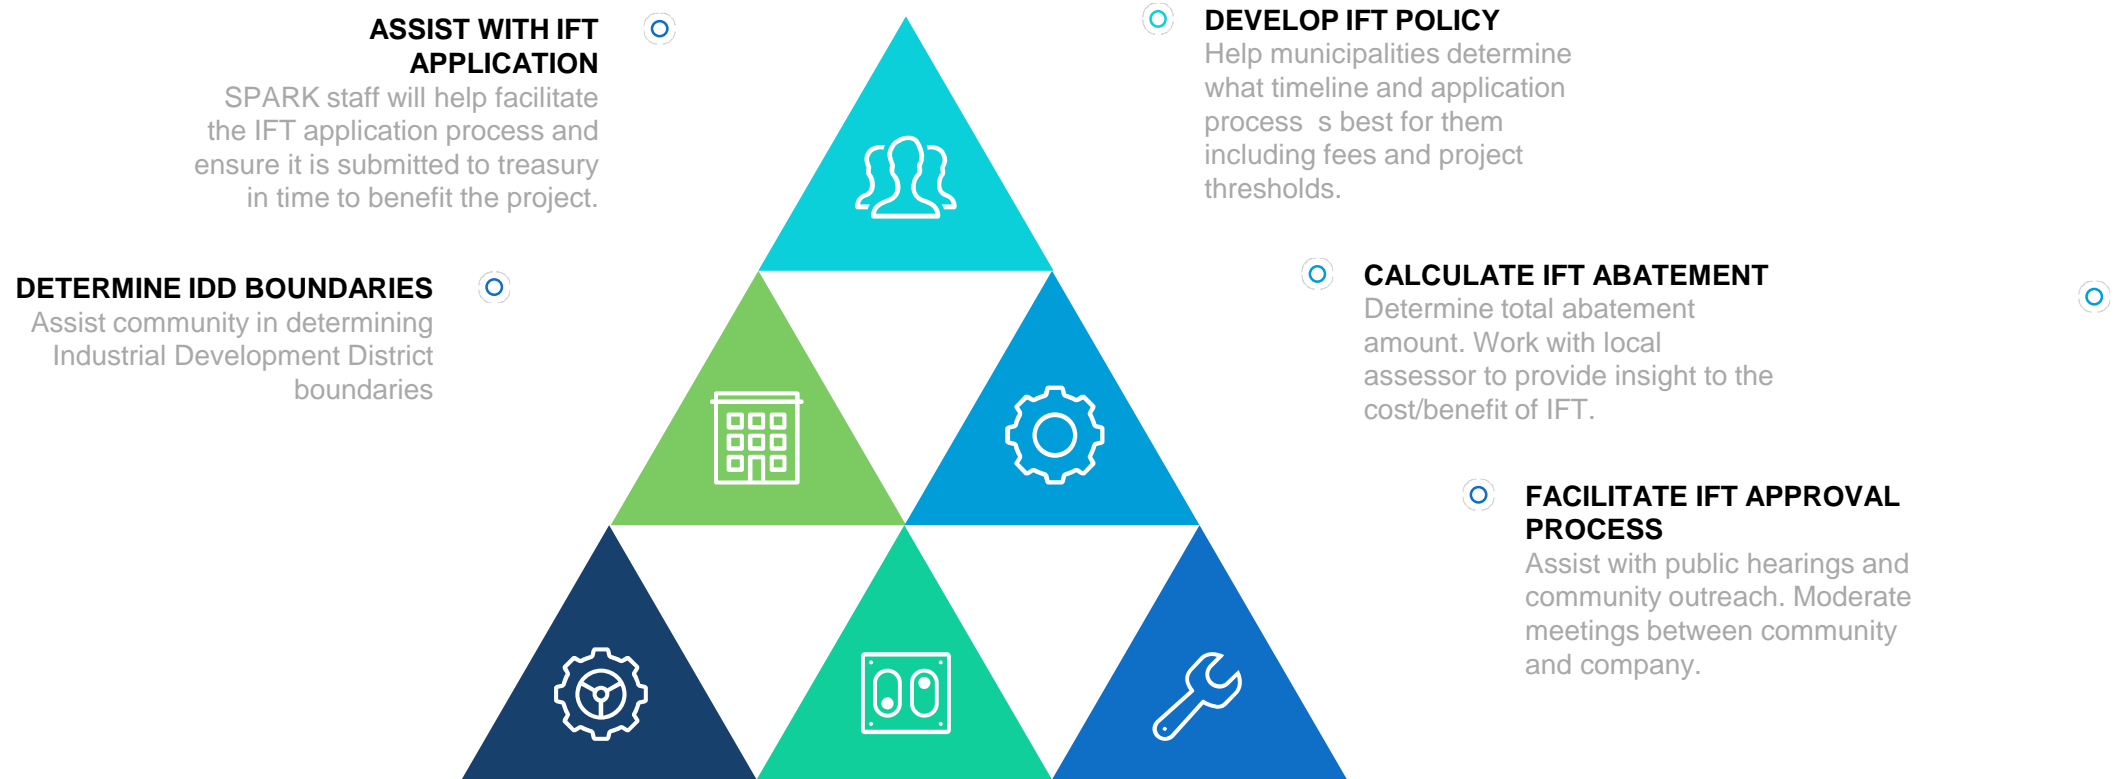 ASSIST WITH IFT
APPLICATION
SPARK staff will help facilitate
the IFT application process and
ensure it is submitted to treasury
in time to benefit the project.
DETERMINE IDD BOUNDARIES
Assist community in determining
Industrial Development District
boundaries
DEVELOP IFT POLICY
Help municipalities determine
what timeline and application
process s best for them
including fees and project
thresholds.
CALCULATE IFT ABATEMENT
Determine total abatement
amount. Work with local
assessor to provide insight to the
cost/benefit of IFT.
FACILITATE IFT APPROVAL
PROCESS
Assist with public hearings and
community outreach. Moderate
meetings between community
and company.